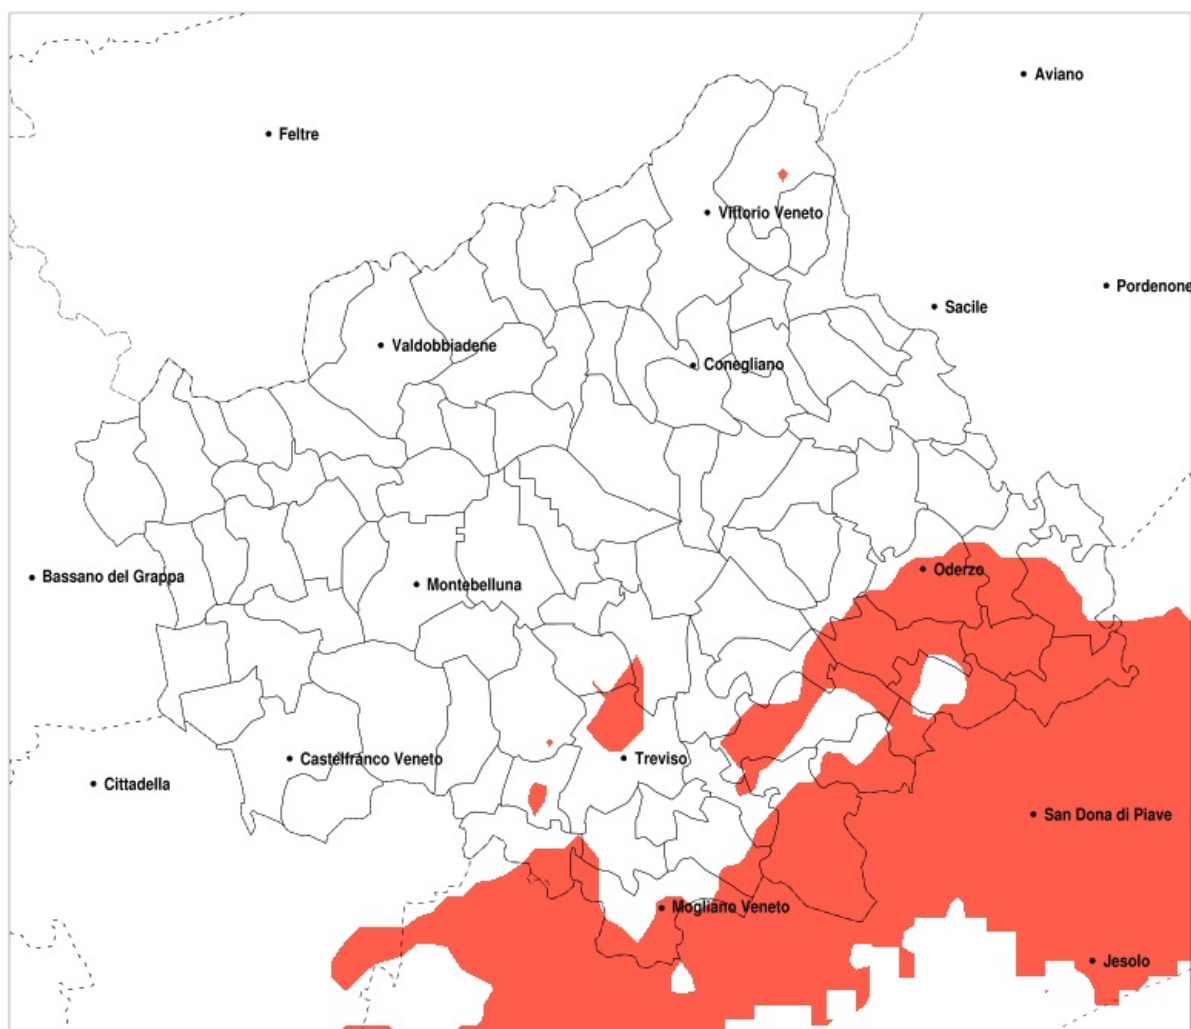 Aviano
Feltre
Vittorio Veneto
Pordenone
Sacile
Valdobbiadene
Conegliano
Oderzo
Bassano del Grappa
Montebelluna
Castelfranco Veneto
Treviso
Cittadella
San Dona di Piave
Mogliano Veneto
Jesolo